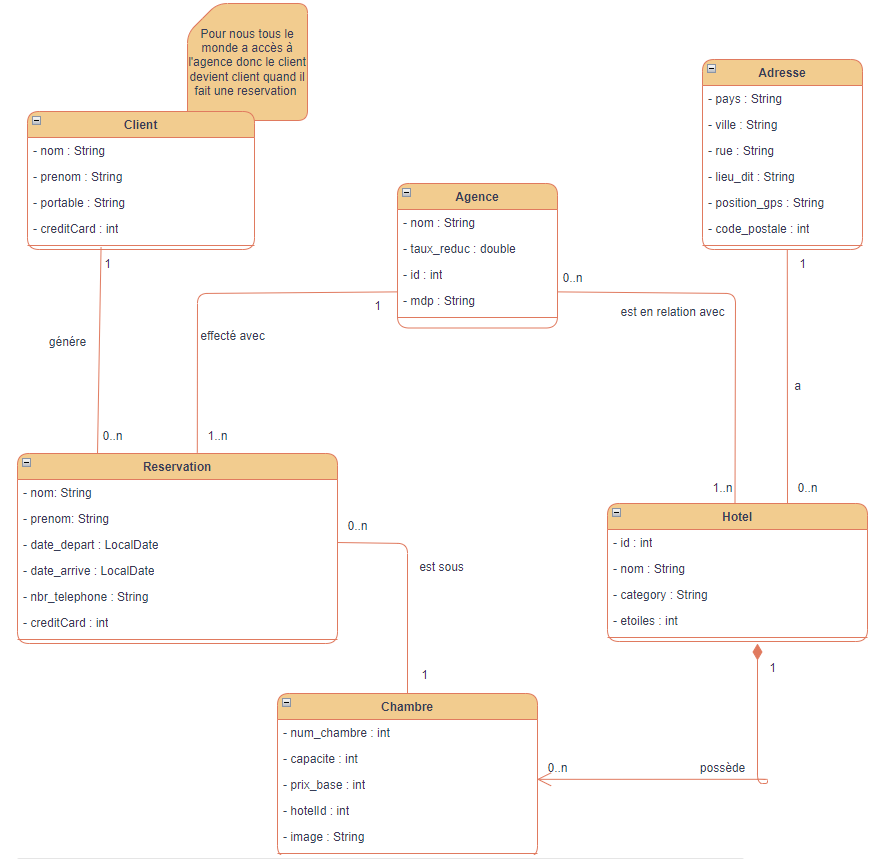 Pour nous tous le
monde a accès à
l'agence donc le client
devient client quand il
fait une reservation
Client
- nom : String
- prenom : String
- portable : String
- creditCard : int
Adresse
- pays : String
- ville : String
- rue : String
- lieu_dit : String
- position_gps : String
- code_postale : int
Agence
- nom : String
- taux_reduc : double
- id : int
- mdp : String
1
0..n
1
1
est en relation avec
génére
effecté avec
a
0..n
1..n
1..n
0..n
Reservation
- nom: String
- prenom: String
- date_depart : LocalDate
- date_arrive : LocalDate
- nbr_telephone : String
- creditCard : int
0..n
est sous
1
Hotel
- id : int
- nom : String
- category : String
- etoiles : int
1
possède
0..n
Chambre
- num_chambre : int
- capacite : int
- prix_base : int
- hotelId : int
- image : String